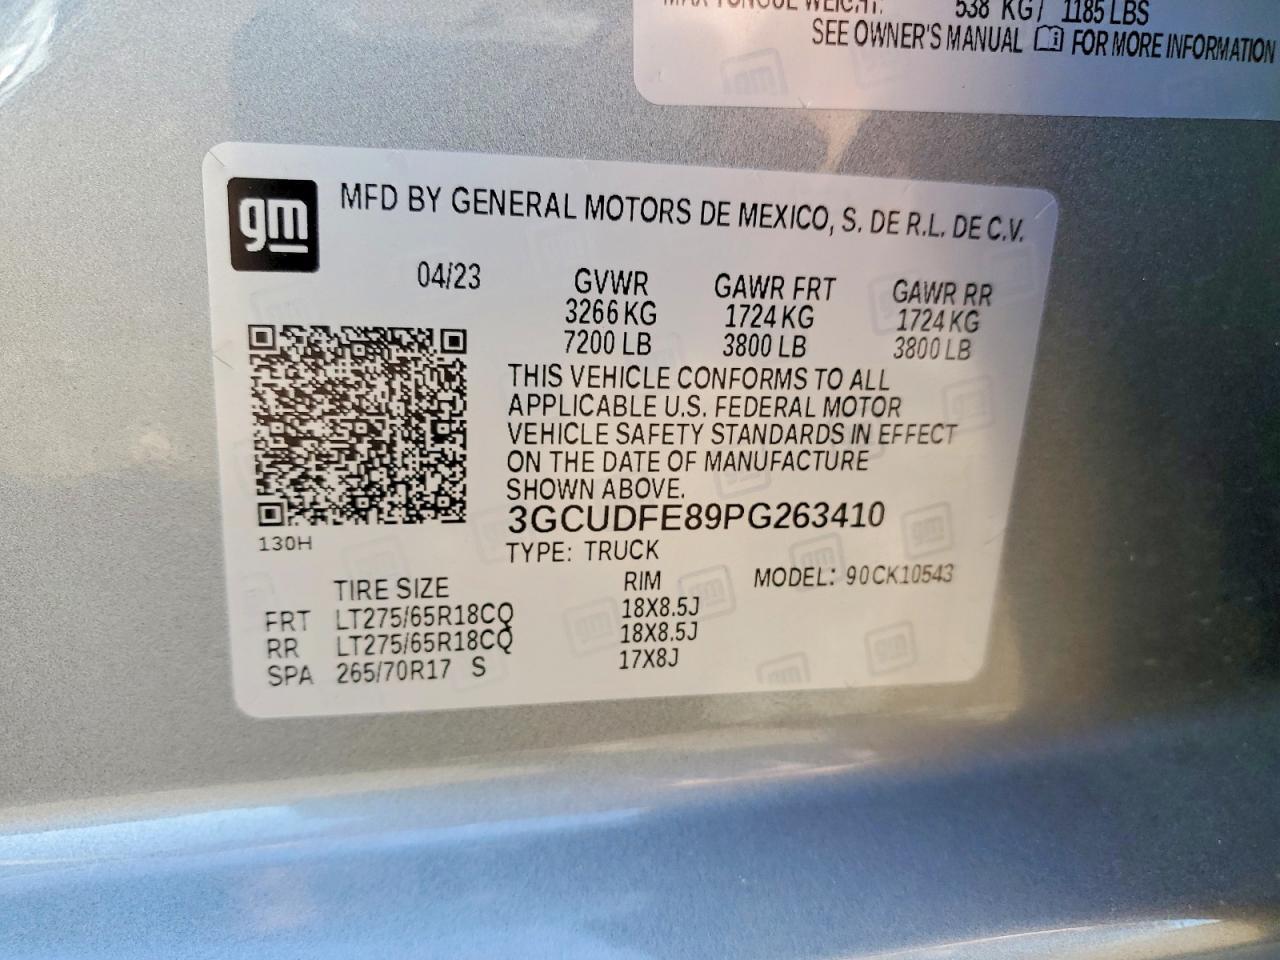 MAX TONGUE WEIGHT: 538 KG / 1185 LBS
SEE OWNER'S MANUAL FOR MORE INFORMATION
gm
MFD BY GENERAL MOTORS DE MEXICO, S. DE R.L. DE C.V.
04/23 GVWR GAWR FRT GAWR RR
3266 KG 1724 KG 1724 KG
7200 LB 3800 LB 3800 LB
THIS VEHICLE CONFORMS TO ALL
APPLICABLE U.S. FEDERAL MOTOR
VEHICLE SAFETY STANDARDS IN EFFECT
ON THE DATE OF MANUFACTURE
SHOWN ABOVE.
3GCUDFE89PG263410
130H
TYPE: TRUCK
TIRE SIZE RIM MODEL: 90CK10543
FRT LT275/65R18CQ 18X8.5J
RR LT275/65R18CQ 18X8.5J
SPA 265/70R17 S 17X8J